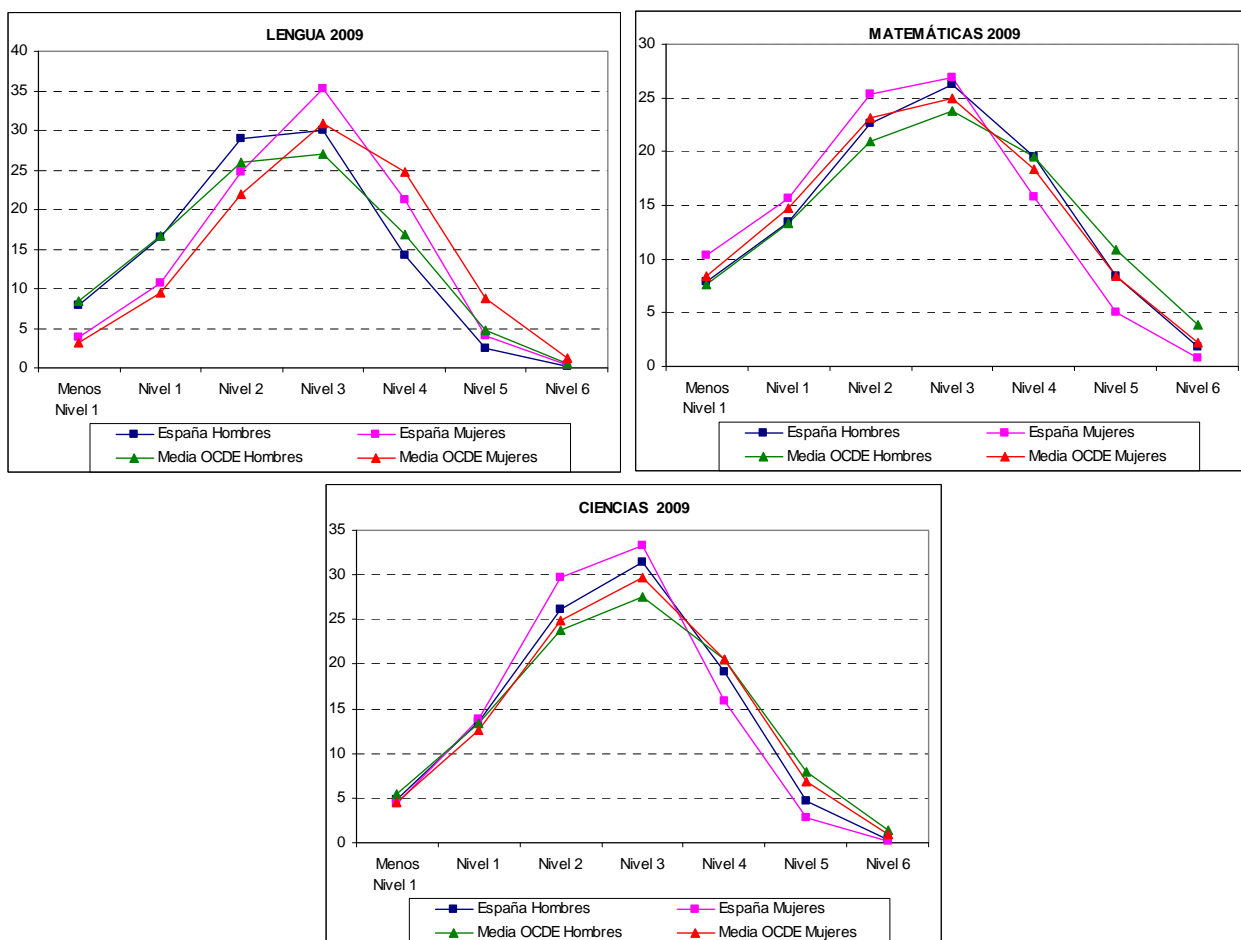 LENGUA 2009
40
35
30
25
20
15
10
5
0
Menos Nivel 1 Nivel 2 Nivel 3 Nivel 4 Nivel 5 Nivel 6
Nivel 1
España Hombres España Mujeres
Media OCDE Hombres Media OCDE Mujeres
MATEMÁTICAS 2009
30
25
20
15
10
5
0
Menos Nivel 1 Nivel 2 Nivel 3 Nivel 4 Nivel 5 Nivel 6
Nivel 1
España Hombres España Mujeres
Media OCDE Hombres Media OCDE Mujeres
CIENCIAS 2009
35
30
25
20
15
10
5
0
Menos Nivel 1 Nivel 2 Nivel 3 Nivel 4 Nivel 5 Nivel 6
Nivel 1
España Hombres España Mujeres
Media OCDE Hombres Media OCDE Mujeres